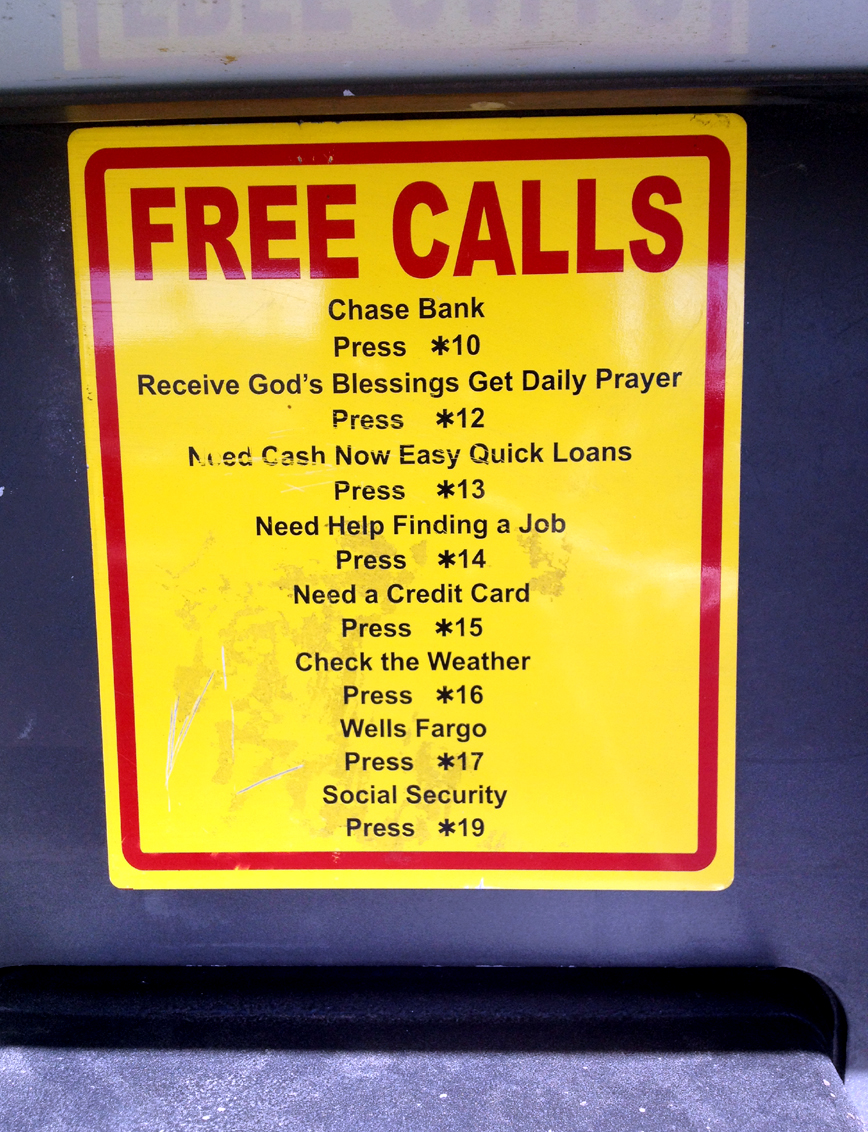 FREE CALLS
Chase Bank
Press ✱10
Receive God's Blessings Get Daily Prayer
Press ✱12
Need Cash Now Easy Quick Loans
Press ✱13
Need Help Finding a Job
Press ✱14
Need a Credit Card
Press ✱15
Check the Weather
Press ✱16
Wells Fargo
Press ✱17
Social Security
Press ✱19